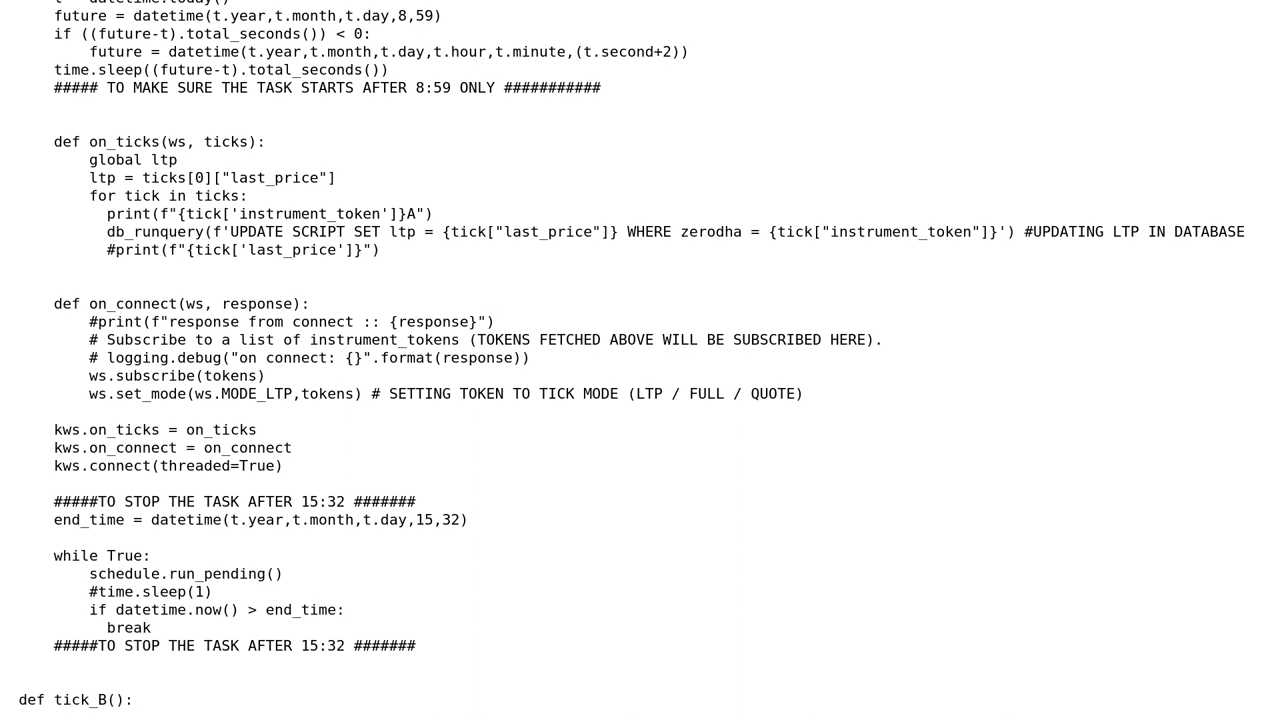 t = datetime.today()
    future = datetime(t.year,t.month,t.day,8,59)
    if ((future-t).total_seconds()) < 0:
        future = datetime(t.year,t.month,t.day,t.hour,t.minute,(t.second+2))
    time.sleep((future-t).total_seconds())
    ##### TO MAKE SURE THE TASK STARTS AFTER 8:59 ONLY ###########
    def on_ticks(ws, ticks):
        global ltp
        ltp = ticks[0]["last_price"]
        for tick in ticks:
          print(f"{tick['instrument_token']}A")
          db_runquery(f'UPDATE SCRIPT SET ltp = {tick["last_price"]} WHERE zerodha = {tick["instrument_token"]}') #UPDATING LTP IN DATABASE
          #print(f"{tick['last_price']}")
    def on_connect(ws, response):
        #print(f"response from connect :: {response}")
        # Subscribe to a list of instrument_tokens (TOKENS FETCHED ABOVE WILL BE SUBSCRIBED HERE).
        # logging.debug("on connect: {}".format(response))
        ws.subscribe(tokens)
        ws.set_mode(ws.MODE_LTP,tokens) # SETTING TOKEN TO TICK MODE (LTP / FULL / QUOTE)
    kws.on_ticks = on_ticks
    kws.on_connect = on_connect
    kws.connect(threaded=True)
    #####TO STOP THE TASK AFTER 15:32 #######
    end_time = datetime(t.year,t.month,t.day,15,32)
    while True:
        schedule.run_pending()
        #time.sleep(1)
        if datetime.now() > end_time:
          break
    #####TO STOP THE TASK AFTER 15:32 #######
def tick_B():